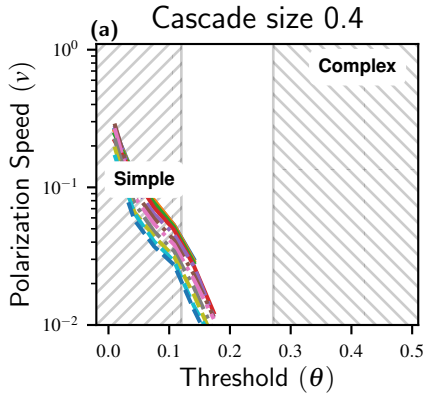 (a)
Cascade size 0.4
Polarization Speed (ν)
10⁰
10⁻¹
10⁻²
Simple
Complex
0.0 0.1 0.2 0.3 0.4 0.5
Threshold (θ)